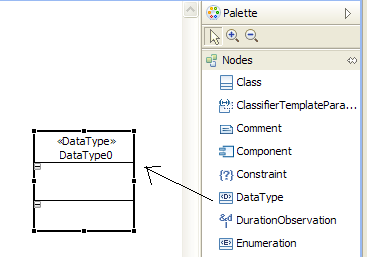 Palette
Nodes
Class
ClassifierTemplatePara...
Comment
Component
{?} Constraint
«D» DataType
DurationObservation
«E» Enumeration
«DataType»
DataType0